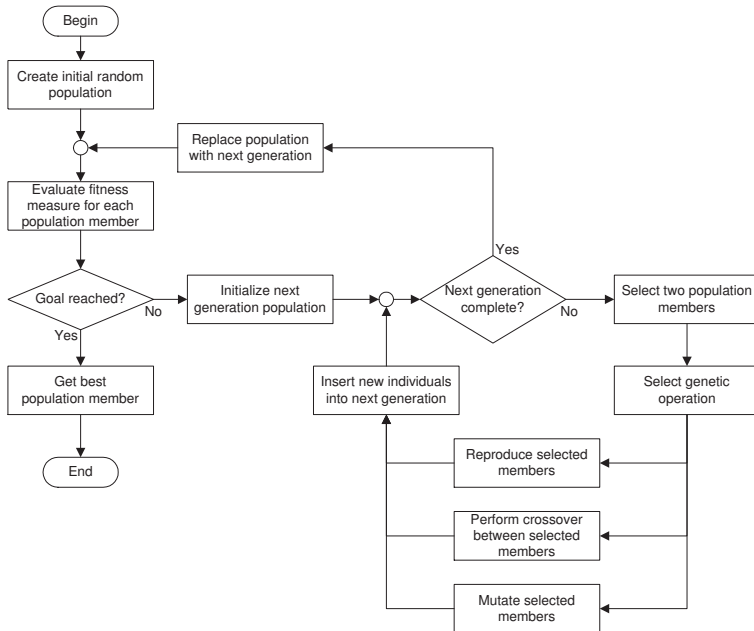 Begin
Create initial random
population
Replace population
with next generation
Evaluate fitness
measure for each
population member
Yes
Goal reached?
No
Initialize next
generation population
Next generation
complete?
No
Select two population
members
Yes
Get best
population member
Insert new individuals
into next generation
Select genetic
operation
End
Reproduce selected
members
Perform crossover
between selected
members
Mutate selected
members